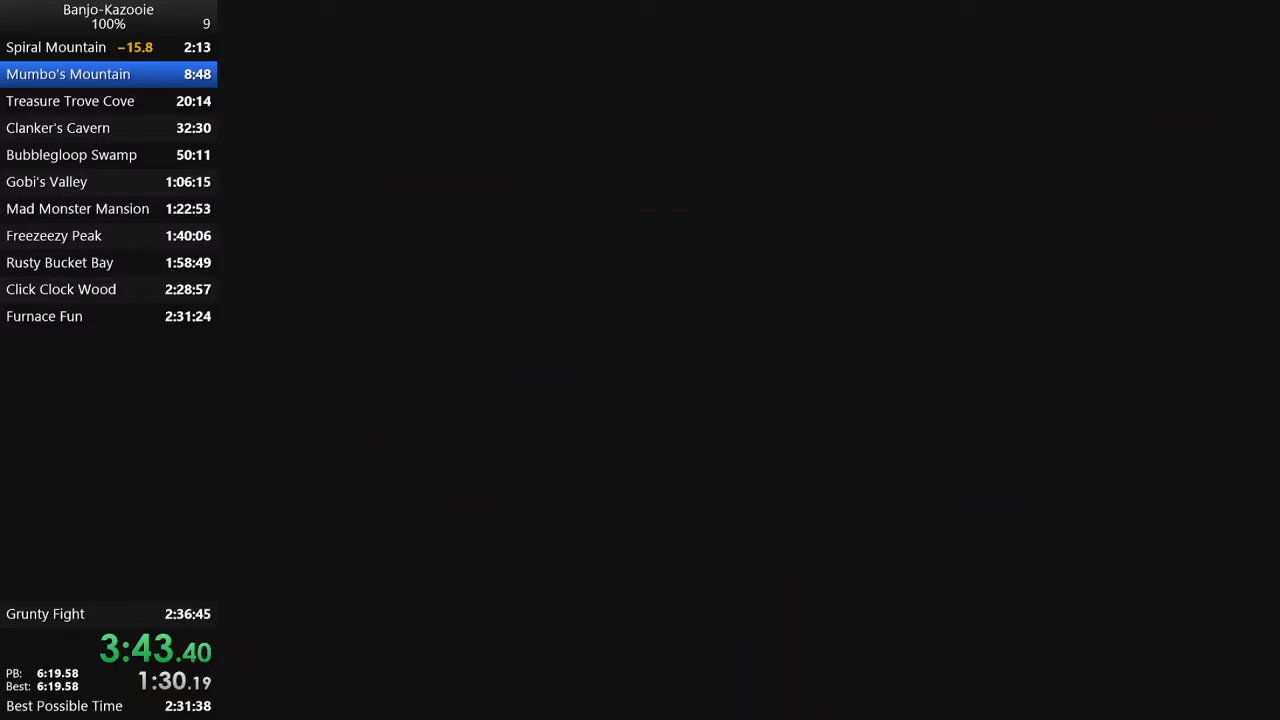 Banjo-Kazooie
100% 9
Spiral Mountain −15.8 2:13
Mumbo's Mountain 8:48
Treasure Trove Cove 20:14
Clanker's Cavern 32:30
Bubblegloop Swamp 50:11
Gobi's Valley 1:06:15
Mad Monster Mansion 1:22:53
Freezeezy Peak 1:40:06
Rusty Bucket Bay 1:58:49
Click Clock Wood 2:28:57
Furnace Fun 2:31:24
Grunty Fight 2:36:45
3:43.40
PB: 6:19.58
Best: 6:19.58 1:30.19
Best Possible Time 2:31:38